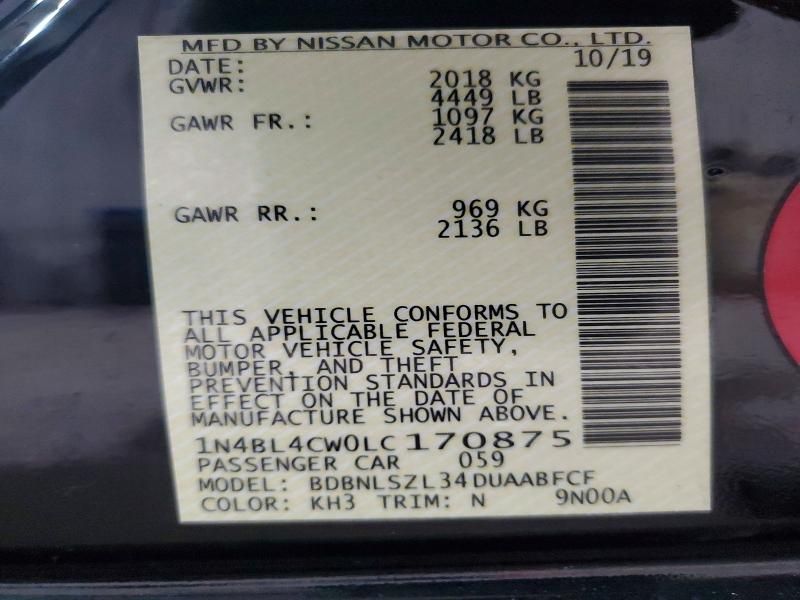 MFD BY NISSAN MOTOR CO., LTD.
DATE: 10/19
GVWR: 2018 KG
4449 LB
GAWR FR.: 1097 KG
2418 LB
GAWR RR.: 969 KG
2136 LB
THIS VEHICLE CONFORMS TO
ALL APPLICABLE FEDERAL
MOTOR VEHICLE SAFETY,
BUMPER, AND THEFT
PREVENTION STANDARDS IN
EFFECT ON THE DATE OF
MANUFACTURE SHOWN ABOVE.
1N4BL4CW0LC170875
PASSENGER CAR 059
MODEL: BDBNLSZL34DUAABFCF
COLOR: KH3 TRIM: N 9N00A